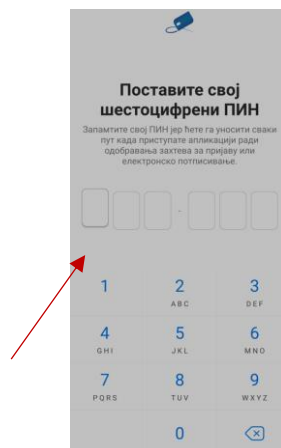 Поставите свој
шестоцифрени ПИН
Запамтите свој ПИН јер ћете га уносити сваки
пут када приступате апликацији ради
одобравања захтева за пријаву или
електронско потписивање.
-
1 2 3
ABC DEF
4 5 6
GHI JKL MNO
7 8 9
PQRS TUV WXYZ
0